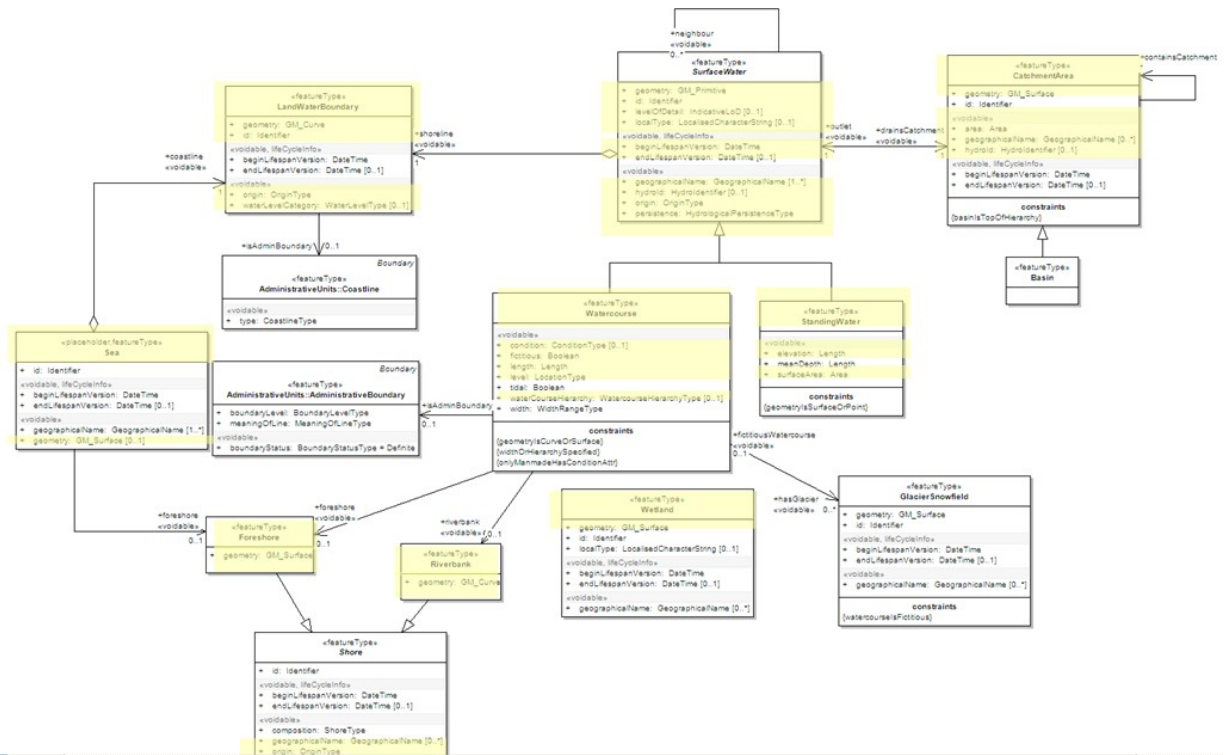 +neighbour
«voidable»
0..*
«featureType»
SurfaceWater
+ geometry: GM_Primitive
+ id: Identifier
+ levelOfDetail: IndicativeLoD [0..1]
+ localType: LocalisedCharacterString [0..1]
«voidable, lifeCycleInfo»
+ beginLifespanVersion: DateTime
+ endLifespanVersion: DateTime [0..1]
«voidable»
+ geographicalName: GeographicalName [1..*]
+ hydroId: HydroIdentifier [0..1]
+ origin: OriginType
+ persistence: HydrologicalPersistenceType
+containsCatchment
«featureType»
CatchmentArea
+ geometry: GM_Surface
+ id: Identifier
«voidable»
+ area: Area
+ geographicalName: GeographicalName [0..*]
+ hydroId: HydroIdentifier [0..1]
«voidable, lifeCycleInfo»
+ beginLifespanVersion: DateTime
+ endLifespanVersion: DateTime [0..1]
constraints
{basinIsTopOfHierarchy}
+outlet
«voidable»
1
+drainsCatchment
«voidable»
1
«featureType»
Basin
«featureType»
LandWaterBoundary
+ geometry: GM_Curve
+ id: Identifier
«voidable, lifeCycleInfo»
+ beginLifespanVersion: DateTime
+ endLifespanVersion: DateTime [0..1]
«voidable»
+ origin: OriginType
+ waterLevelCategory: WaterLevelType [0..1]
+shoreline
«voidable»
1
+coastline
«voidable»
1
+isAdminBoundary
0..1
Boundary
«featureType»
AdministrativeUnits::Coastline
«voidable»
+ type: CoastlineType
«placeholder,featureType»
Sea
+ id: Identifier
«voidable, lifeCycleInfo»
+ beginLifespanVersion: DateTime
+ endLifespanVersion: DateTime [0..1]
«voidable»
+ geographicalName: GeographicalName [1..*]
+ geometry: GM_Surface [0..1]
Boundary
«featureType»
AdministrativeUnits::AdministrativeBoundary
+ boundaryLevel: BoundaryLevelType
+ meaningOfLine: MeaningOfLineType
«voidable»
+ boundaryStatus: BoundaryStatusType = Definite
+isAdminBoundary
0..1
«featureType»
Watercourse
«voidable»
+ condition: ConditionType [0..1]
+ fictitious: Boolean
+ length: Length
+ level: LocationType
+ tidal: Boolean
+ waterCourseHierarchy: WatercourseHierarchyType [0..1]
+ width: WidthRangeType
constraints
{geometryIsCurveOrSurface}
{widthOrHierarchySpecified}
{onlyManmadeHasConditionAttr}
«featureType»
StandingWater
«voidable»
+ elevation: Length
+ meanDepth: Length
+ surfaceArea: Area
constraints
{geometryIsSurfaceOrPoint}
+fictitiousWatercourse
«voidable»
0..1
+hasGlacier
«voidable»
0..*
«featureType»
GlacierSnowfield
+ geometry: GM_Surface
+ id: Identifier
«voidable, lifeCycleInfo»
+ beginLifespanVersion: DateTime
+ endLifespanVersion: DateTime [0..1]
«voidable»
+ geographicalName: GeographicalName [0..*]
constraints
{watercourseIsFictitious}
«featureType»
Wetland
+ geometry: GM_Surface
+ id: Identifier
+ localType: LocalisedCharacterString [0..1]
«voidable, lifeCycleInfo»
+ beginLifespanVersion: DateTime
+ endLifespanVersion: DateTime [0..1]
«voidable»
+ geographicalName: GeographicalName [0..*]
+foreshore
«voidable»
0..1
«featureType»
Foreshore
+ geometry: GM_Surface
+foreshore
«voidable»
0..1
+riverbank
«voidable»
0..1
«featureType»
Riverbank
+ geometry: GM_Curve
«featureType»
Shore
+ id: Identifier
«voidable, lifeCycleInfo»
+ beginLifespanVersion: DateTime
+ endLifespanVersion: DateTime [0..1]
«voidable»
+ composition: ShoreType
+ geographicalName: GeographicalName [0..*]
+ origin: OriginType